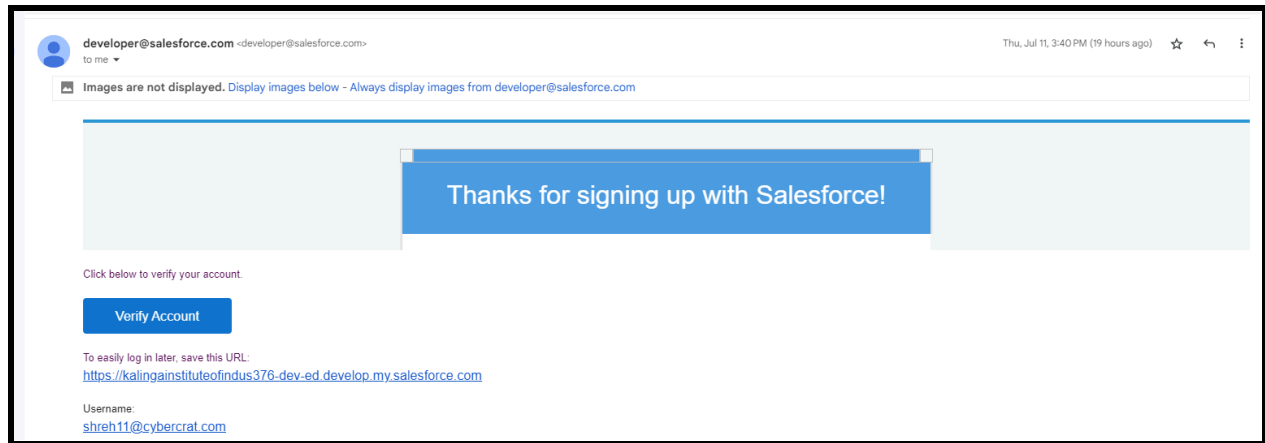 developer@salesforce.com <developer@salesforce.com>
Thu, Jul 11, 3:40 PM (19 hours ago)
to me
Images are not displayed. Display images below - Always display images from developer@salesforce.com
Thanks for signing up with Salesforce!
Click below to verify your account.
Verify Account
To easily log in later, save this URL:
https://kalingainstituteofindus376-dev-ed.develop.my.salesforce.com
Username:
shreh11@cybercrat.com